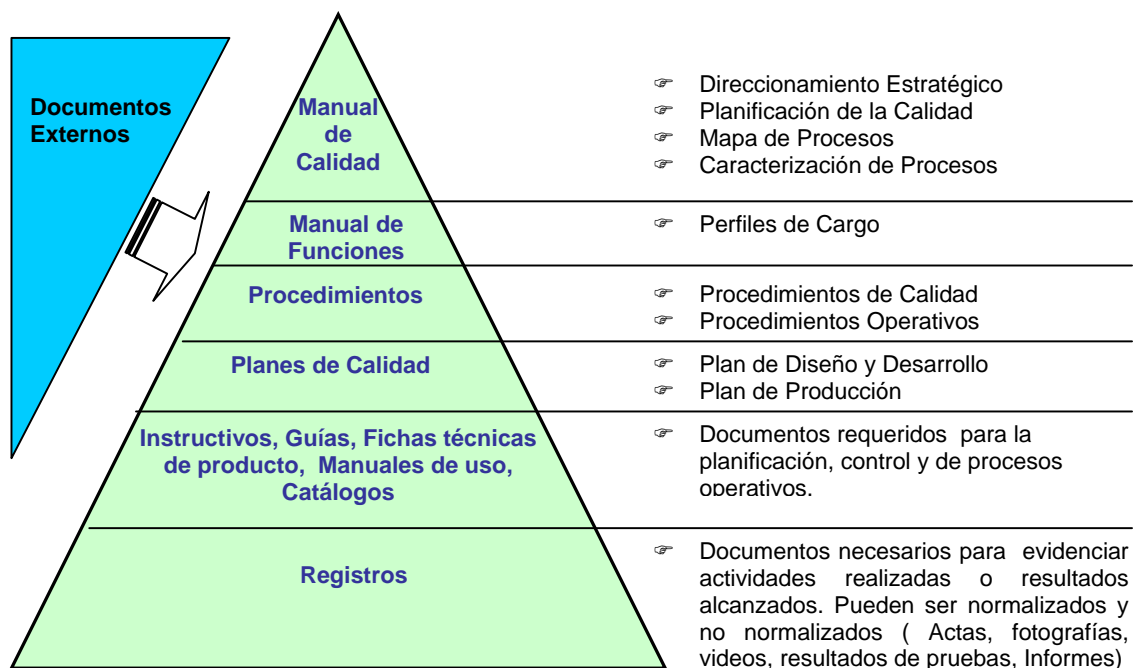 Documentos
Externos
Manual
de
Calidad
Direccionamiento Estratégico
Planificación de la Calidad
Mapa de Procesos
Caracterización de Procesos
Manual de
Funciones
Perfiles de Cargo
Procedimientos
Procedimientos de Calidad
Procedimientos Operativos
Planes de Calidad
Plan de Diseño y Desarrollo
Plan de Producción
Instructivos, Guías, Fichas técnicas
de producto, Manuales de uso,
Catálogos
Documentos requeridos para la
planificación, control y de procesos
operativos.
Registros
Documentos necesarios para evidenciar
actividades realizadas o resultados
alcanzados. Pueden ser normalizados y
no normalizados ( Actas, fotografías,
videos, resultados de pruebas, Informes)